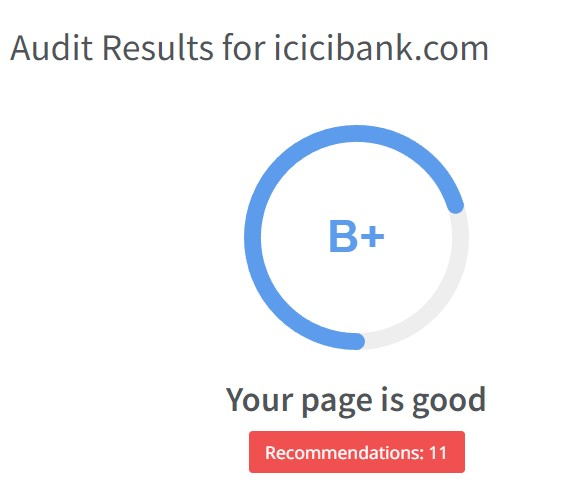 Audit Results for icicibank.com
B+
Your page is good
Recommendations: 11